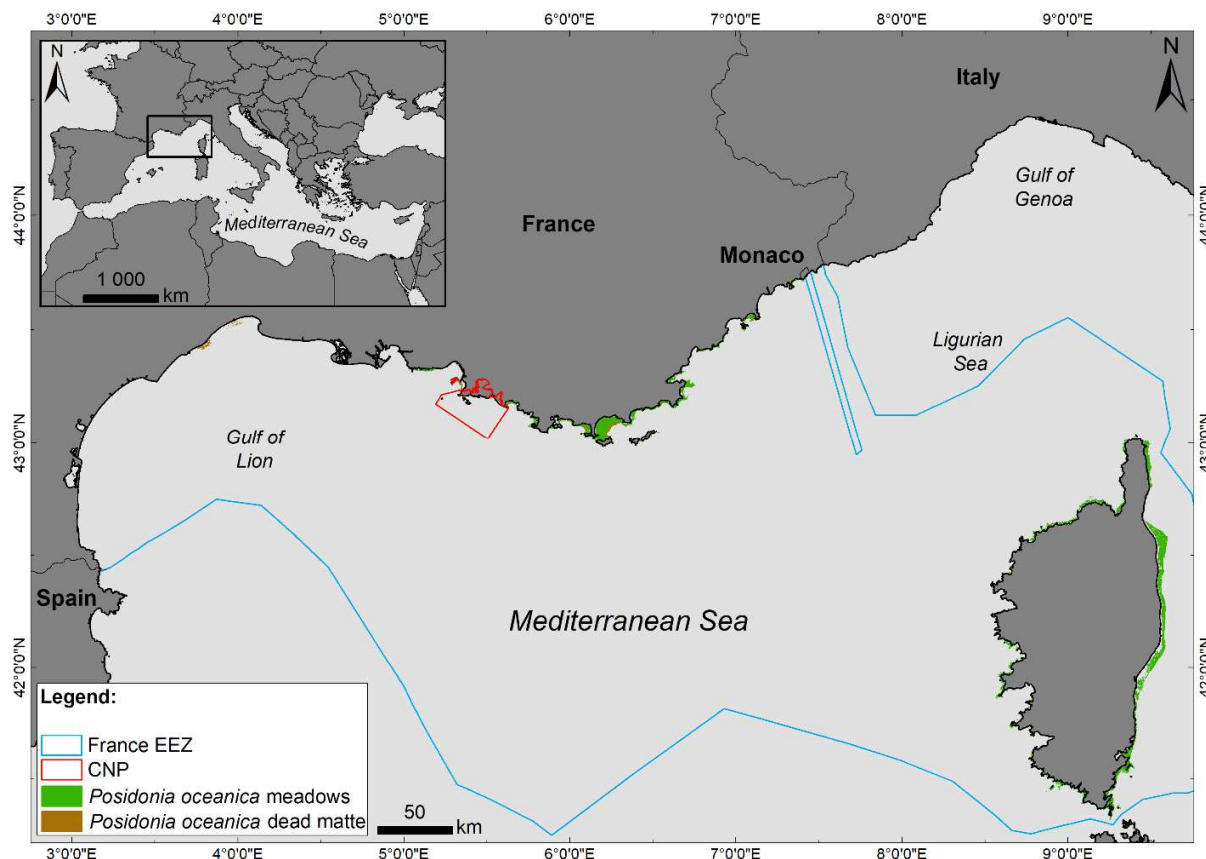 3°0'0"E 4°0'0"E 5°0'0"E 6°0'0"E 7°0'0"E 8°0'0"E 9°0'0"E
N
Mediterranean Sea
1 000
km
N
Italy
Gulf of
Genoa
44°0'0"N
44°0'0"N
France
Monaco
Ligurian
Sea
Gulf of
Lion
43°0'0"N
43°0'0"N
Spain
Mediterranean Sea
42°0'0"N
42°0'0"N
Legend:
France EEZ
CNP
Posidonia oceanica meadows
Posidonia oceanica dead matte
50
km
3°0'0"E 4°0'0"E 5°0'0"E 6°0'0"E 7°0'0"E 8°0'0"E 9°0'0"E